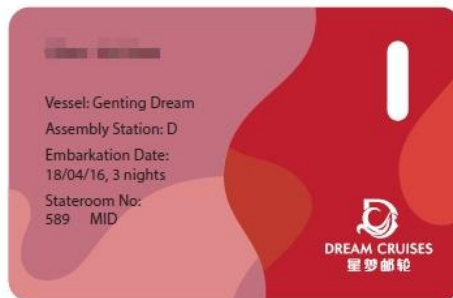 Vessel: Genting Dream
Assembly Station: D
Embarkation Date:
18/04/16, 3 nights
Stateroom No:
589 MID
DREAM CRUISES
星梦邮轮